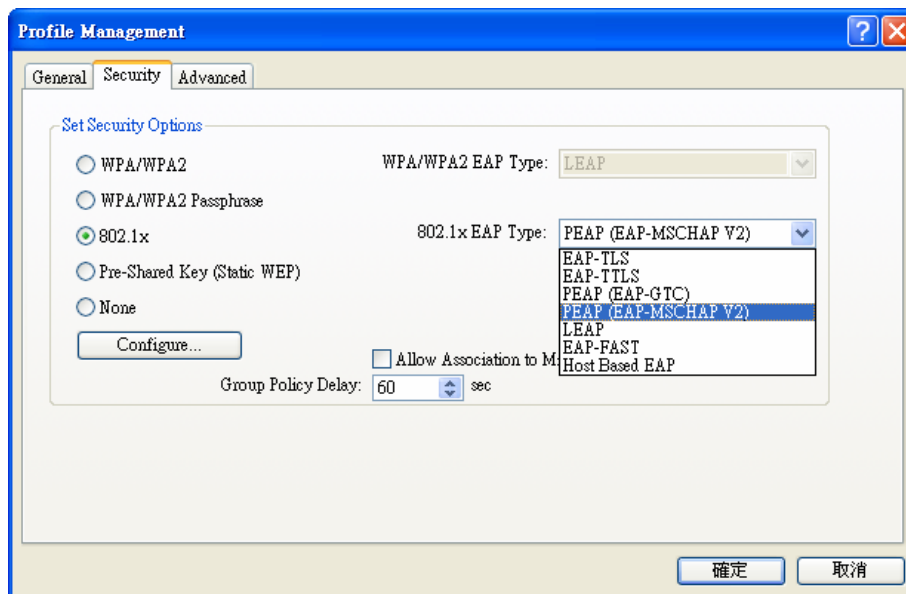 Profile Management
General Security Advanced
Set Security Options
WPA/WPA2 WPA/WPA2 EAP Type: LEAP
WPA/WPA2 Passphrase
802.1x 802.1x EAP Type: PEAP (EAP-MSCHAP V2)
EAP-TLS
EAP-TTLS
Pre-Shared Key (Static WEP) PEAP (EAP-GTC)
None PEAP (EAP-MSCHAP V2)
LEAP
Configure... EAP-FAST
Allow Association to Host Based EAP
Group Policy Delay: 60 sec
確定 取消